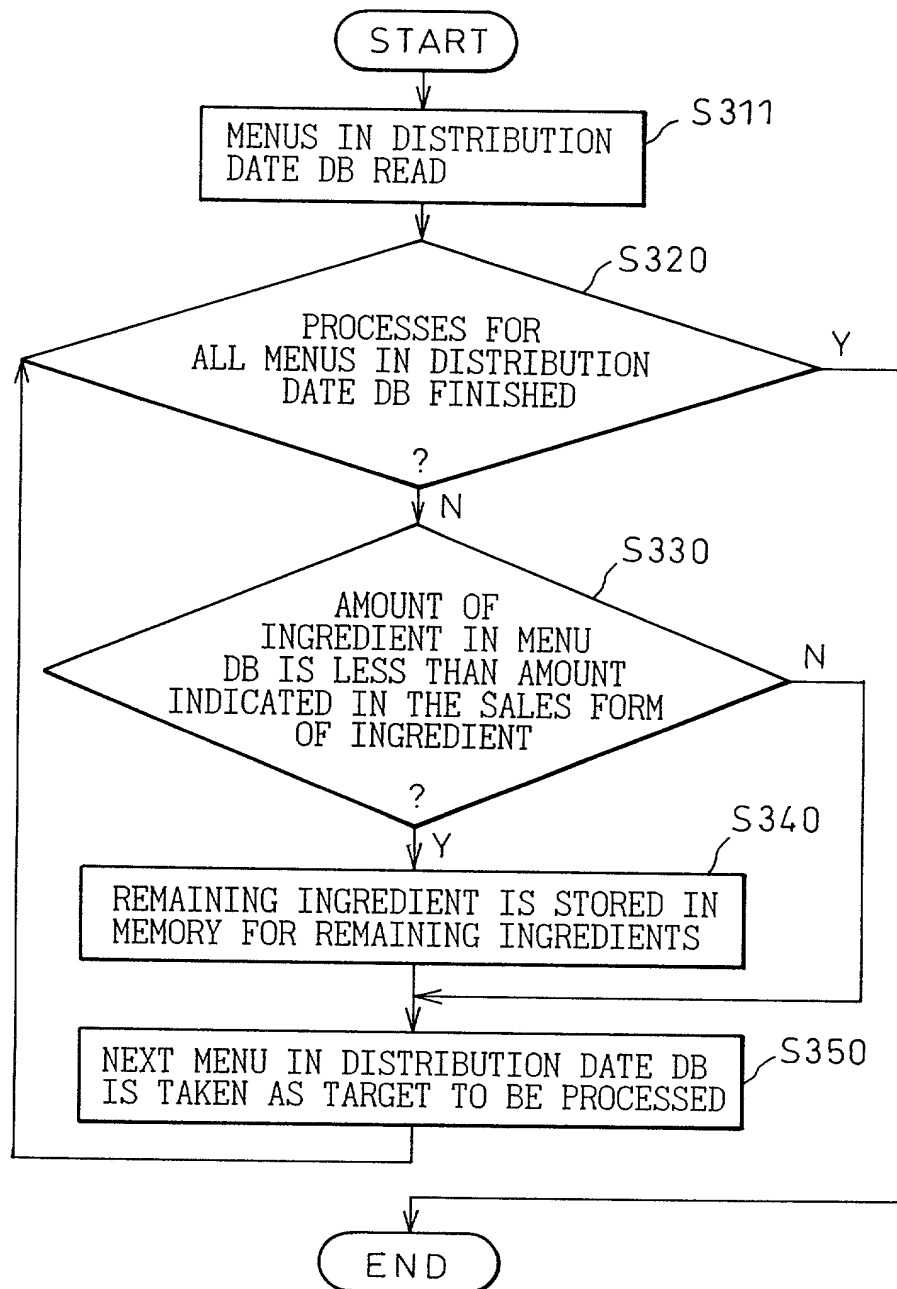 START
S311
MENUS IN DISTRIBUTION
DATE DB READ
S320
PROCESSES FOR
ALL MENUS IN DISTRIBUTION
DATE DB FINISHED
?
Y
N
S330
AMOUNT OF
INGREDIENT IN MENU
DB IS LESS THAN AMOUNT
INDICATED IN THE SALES FORM
OF INGREDIENT
?
N
Y
S340
REMAINING INGREDIENT IS STORED IN
MEMORY FOR REMAINING INGREDIENTS
S350
NEXT MENU IN DISTRIBUTION DATE DB
IS TAKEN AS TARGET TO BE PROCESSED
END